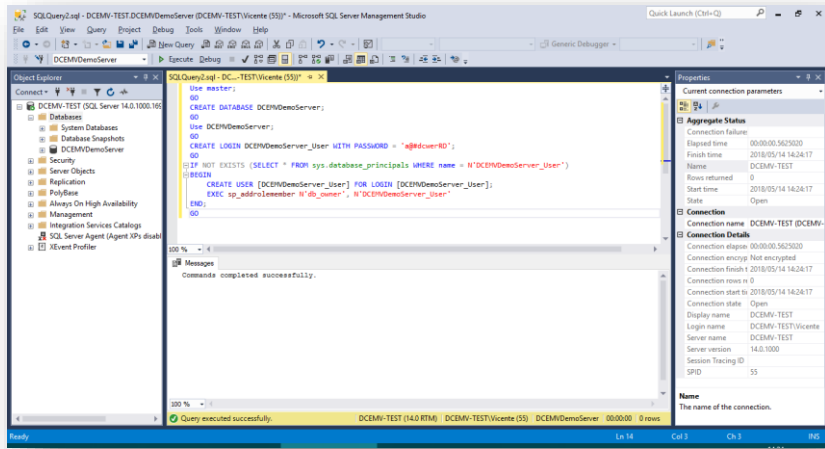 SQLQuery2.sql - DCEMV-TEST.DCEMVDemoServer (DCEMV-TEST\Vicente (55))* - Microsoft SQL Server Management Studio
Quick Launch (Ctrl+Q)
File Edit View Query Project Debug Tools Window Help
New Query
Generic Debugger
DCEMVDemoServer
Execute Debug
Object Explorer
Connect
DCEMV-TEST (SQL Server 14.0.1000.169
Databases
System Databases
Database Snapshots
DCEMVDemoServer
Security
Server Objects
Replication
PolyBase
Always On High Availability
Management
Integration Services Catalogs
SQL Server Agent (Agent XPs disabl
XEvent Profiler
SQLQuery2.sql - DC...-TEST\Vicente (55))*
Use master;
GO
CREATE DATABASE DCEMVDemoServer;
GO
Use DCEMVDemoServer;
GO
CREATE LOGIN DCEMVDemoServer_User WITH PASSWORD = 'a@#dcwerRD';
GO
IF NOT EXISTS (SELECT * FROM sys.database_principals WHERE name = N'DCEMVDemoServer_User')
BEGIN
CREATE USER [DCEMVDemoServer_User] FOR LOGIN [DCEMVDemoServer_User];
EXEC sp_addrolemember N'db_owner', N'DCEMVDemoServer_User'
END;
GO
100 %
Messages
Commands completed successfully.
100 %
Query executed successfully.
DCEMV-TEST (14.0 RTM) DCEMV-TEST\Vicente (55) DCEMVDemoServer 00:00:00 0 rows
Properties
Current connection parameters
Aggregate Status
Connection failure:
Elapsed time 00:00:00.5625020
Finish time 2018/05/14 14:24:17
Name DCEMV-TEST
Rows returned 0
Start time 2018/05/14 14:24:17
State Open
Connection
Connection name DCEMV-TEST (DCEMV-
Connection Details
Connection elapse 00:00:00.5625020
Connection encryp Not encrypted
Connection finish t 2018/05/14 14:24:17
Connection rows r 0
Connection start ti 2018/05/14 14:24:17
Connection state Open
Display name DCEMV-TEST
Login name DCEMV-TEST\Vicente
Server name DCEMV-TEST
Server version 14.0.1000
Session Tracing ID
SPID 55
Name
The name of the connection.
Ready
Ln 14 Col 3 Ch 3 INS